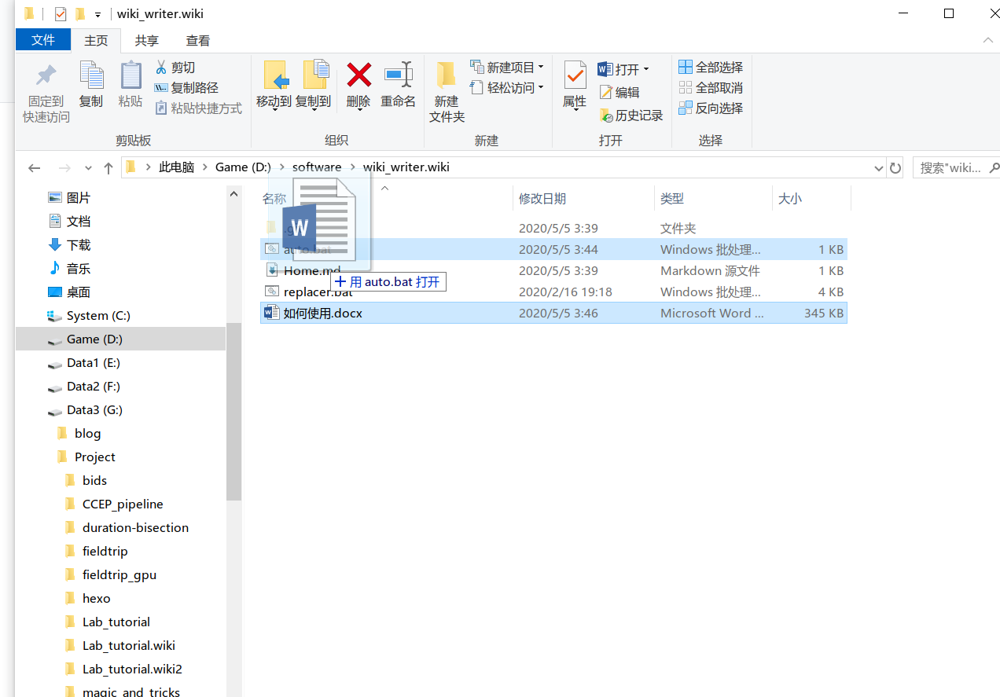 wiki_writer.wiki
文件 主页 共享 查看
固定到
快速访问
复制
粘贴
剪切
复制路径
粘贴快捷方式
剪贴板
移动到
复制到
删除
重命名
组织
新建
文件夹
新建项目
轻松访问
新建
属性
打开
编辑
历史记录
打开
全部选择
全部取消
反向选择
选择
此电脑 Game (D:) software wiki_writer.wiki
搜索"wiki...
图片
文档
下载
音乐
桌面
System (C:)
Game (D:)
Data1 (E:)
Data2 (F:)
Data3 (G:)
blog
Project
bids
CCEP_pipeline
duration-bisection
fieldtrip
fieldtrip_gpu
hexo
Lab_tutorial
Lab_tutorial.wiki
Lab_tutorial.wiki2
magic_and_tricks
名称 修改日期 类型 大小
2020/5/5 3:39 文件夹
auto.bat 2020/5/5 3:44 Windows 批处理... 1 KB
Home.md 2020/5/5 3:39 Markdown 源文件 1 KB
replacer.bat 2020/2/16 19:18 Windows 批处理... 4 KB
如何使用.docx 2020/5/5 3:46 Microsoft Word ... 345 KB
W
用 auto.bat 打开